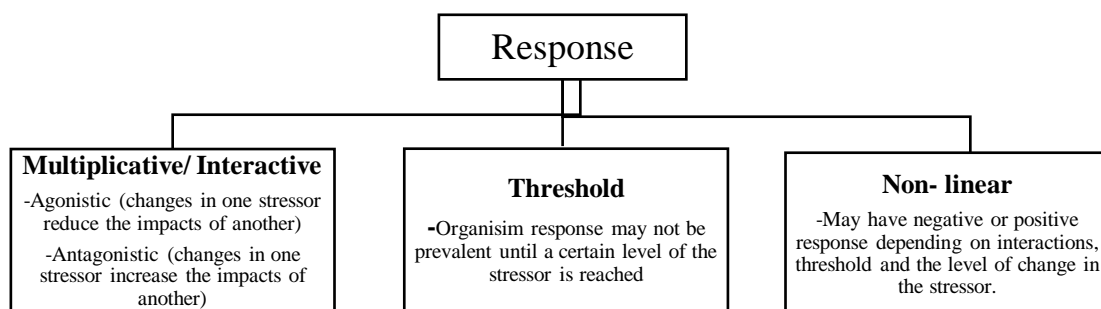 Response
Multiplicative/ Interactive
-Agonistic (changes in one stressor
reduce the impacts of another)
-Antagonistic (changes in one
stressor increase the impacts of
another)
Threshold
-Organisim response may not be
prevalent until a certain level of the
stressor is reached
Non- linear
-May have negative or positive
response depending on interactions,
threshold and the level of change in
the stressor.